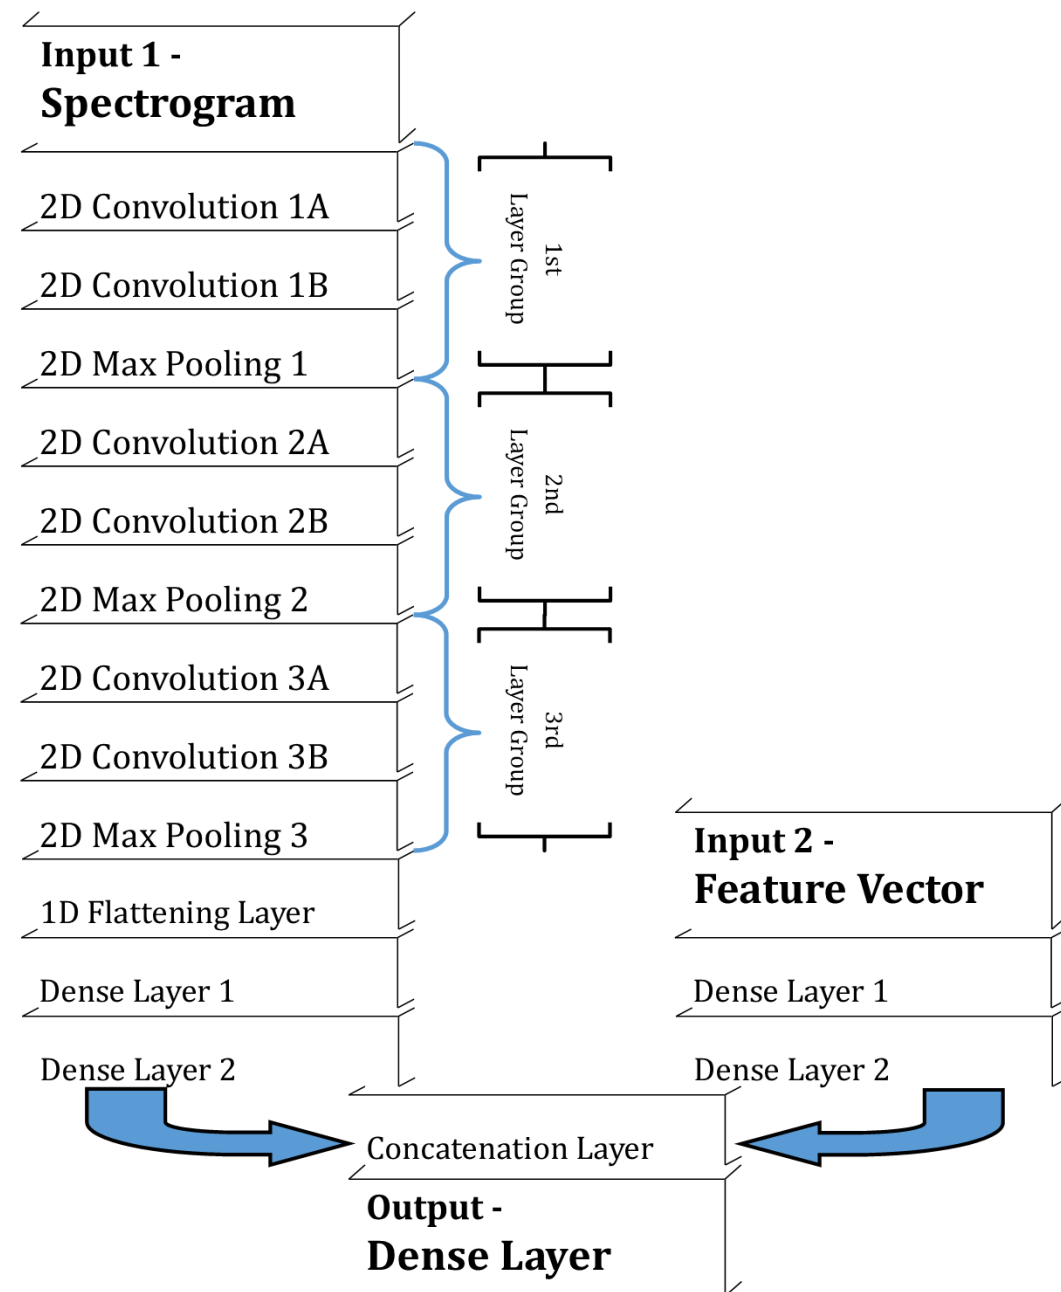 Input 1 -
Spectrogram
2D Convolution 1A
2D Convolution 1B
2D Max Pooling 1
1st
Layer Group
2D Convolution 2A
2D Convolution 2B
2D Max Pooling 2
2nd
Layer Group
2D Convolution 3A
2D Convolution 3B
2D Max Pooling 3
3rd
Layer Group
1D Flattening Layer
Dense Layer 1
Dense Layer 2
Input 2 -
Feature Vector
Dense Layer 1
Dense Layer 2
Concatenation Layer
Output -
Dense Layer